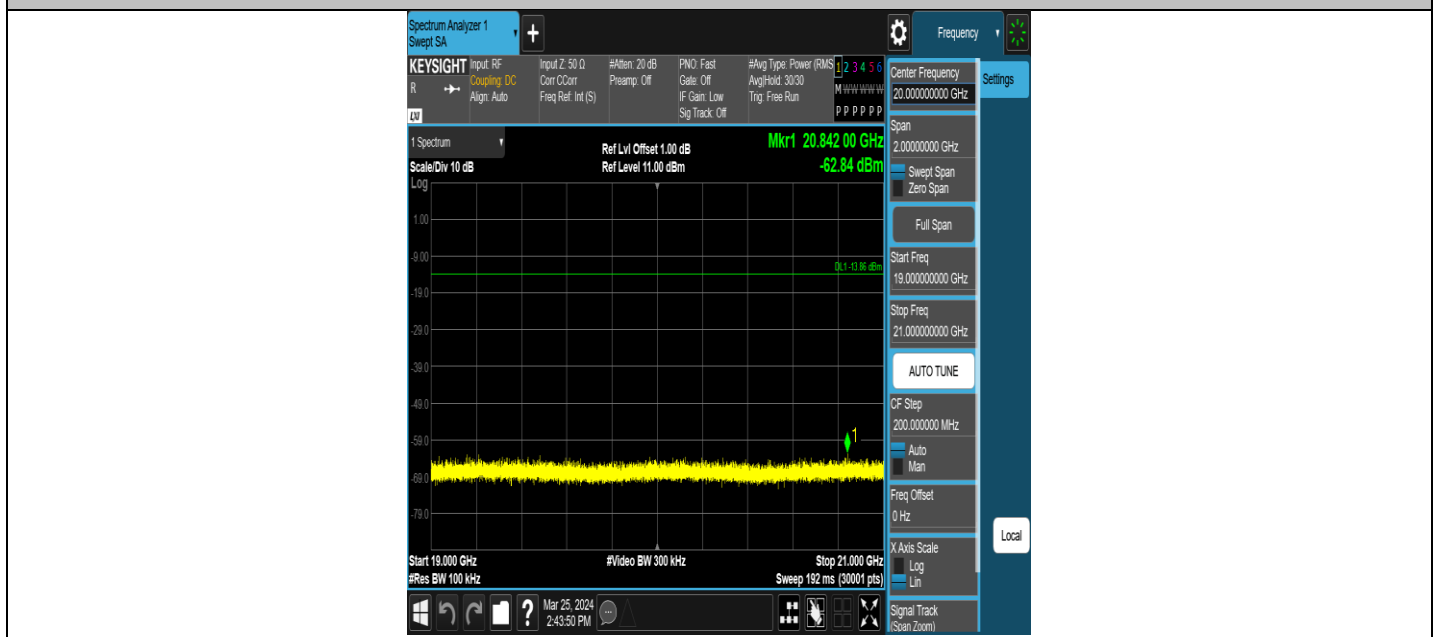 Spectrum Analyzer 1
Swept SA
Frequency
KEYSIGHT
R
LXI
Input: RF
Coupling: DC
Align: Auto
Input Z: 50 Ω
Corr CCorr
Freq Ref: Int (S)
#Atten: 20 dB
Preamp: Off
PNO: Fast
Gate: Off
IF Gain: Low
Sig Track: Off
#Avg Type: Power (RMS
Avg|Hold: 30/30
Trig: Free Run
1 2 3 4 5 6
M W W W W W
P P P P P P
1 Spectrum
Scale/Div 10 dB
Log
Ref Lvl Offset 1.00 dB
Ref Level 11.00 dBm
Mkr1 20.842 00 GHz
-62.84 dBm
1.00
-9.00
DL1 -13.86 dBm
-19.0
-29.0
-39.0
-49.0
-59.0
1
-69.0
-79.0
Start 19.000 GHz
#Res BW 100 kHz
#Video BW 300 kHz
Stop 21.000 GHz
Sweep 192 ms (30001 pts)
?
Mar 25, 2024
2:43:50 PM
Center Frequency
20.000000000 GHz
Span
2.00000000 GHz
Swept Span
Zero Span
Full Span
Start Freq
19.000000000 GHz
Stop Freq
21.000000000 GHz
AUTO TUNE
CF Step
200.000000 MHz
Auto
Man
Freq Offset
0 Hz
X Axis Scale
Log
Lin
Signal Track
(Span Zoom)
Settings
Local